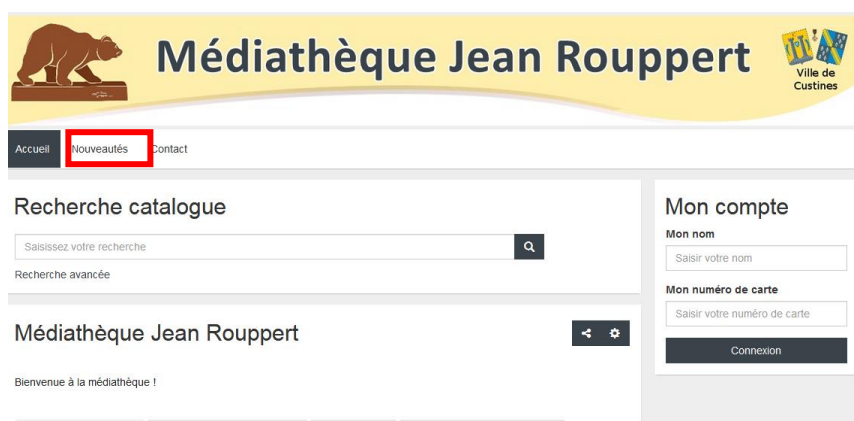 Médiathèque Jean Rouppert
Ville de
Custines
Accueil Nouveautés Contact
Recherche catalogue
Saisissez votre recherche
Recherche avancée
Médiathèque Jean Rouppert
Bienvenue à la médiathèque !
Mon compte
Mon nom
Saisir votre nom
Mon numéro de carte
Saisir votre numéro de carte
Connexion